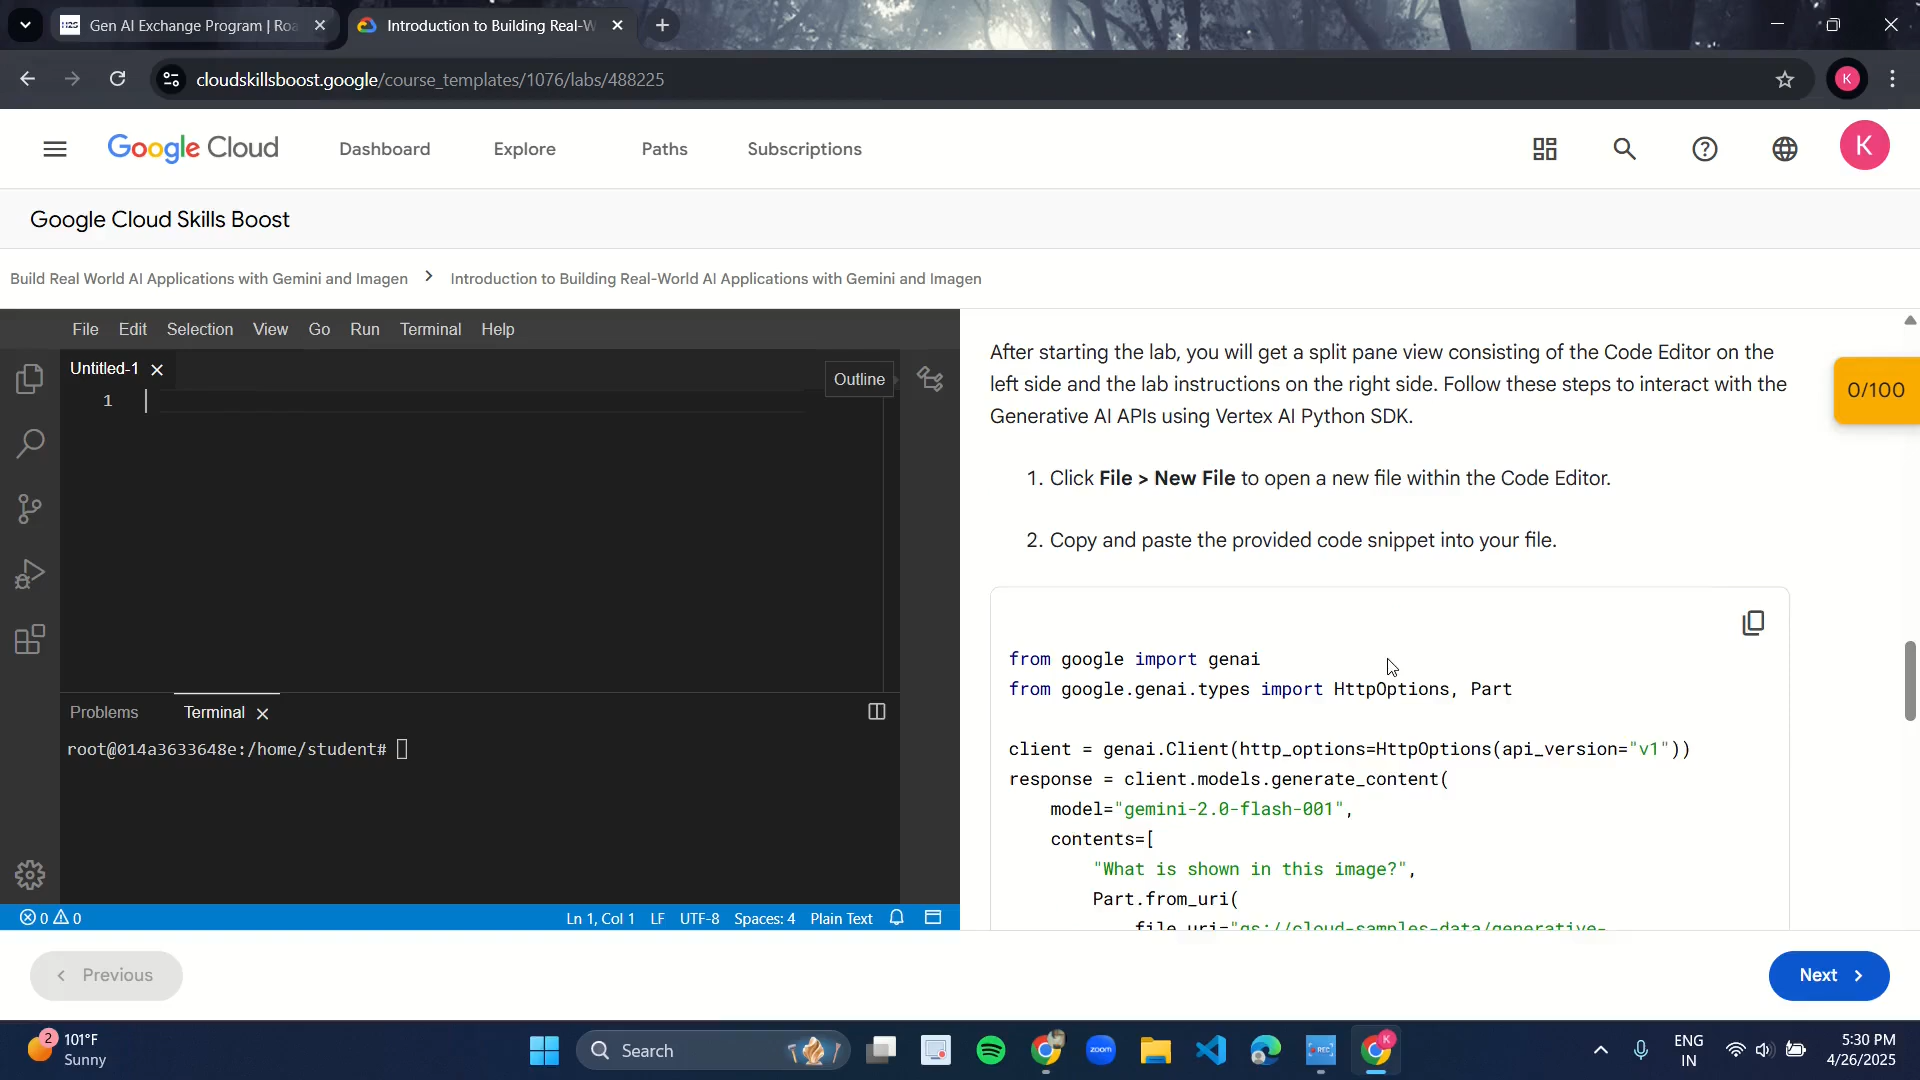 Gen AI Exchange Program | Roa
Introduction to Building Real-W
cloudskillsboost.google/course_templates/1076/labs/488225
K
Google Cloud
Dashboard
Explore
Paths
Subscriptions
K
Google Cloud Skills Boost
Build Real World AI Applications with Gemini and Imagen
Introduction to Building Real-World AI Applications with Gemini and Imagen
File Edit Selection View Go Run Terminal Help
Untitled-1
Outline
1
Problems
Terminal
root@014a3633648e:/home/student#
0 0
Ln 1, Col 1 LF UTF-8 Spaces: 4 Plain Text
After starting the lab, you will get a split pane view consisting of the Code Editor on the
left side and the lab instructions on the right side. Follow these steps to interact with the
Generative AI APIs using Vertex AI Python SDK.
0/100
1. Click File > New File to open a new file within the Code Editor.
2. Copy and paste the provided code snippet into your file.
from google import genai
from google.genai.types import HttpOptions, Part
client = genai.Client(http_options=HttpOptions(api_version="v1"))
response = client.models.generate_content(
model="gemini-2.0-flash-001",
contents=[
"What is shown in this image?",
Part.from_uri(
file_uri="gs://cloud-samples-data/generative-
Previous
Next
2
101°F
Sunny
Search
zoom
REC
K
ENG
IN
5:30 PM
4/26/2025